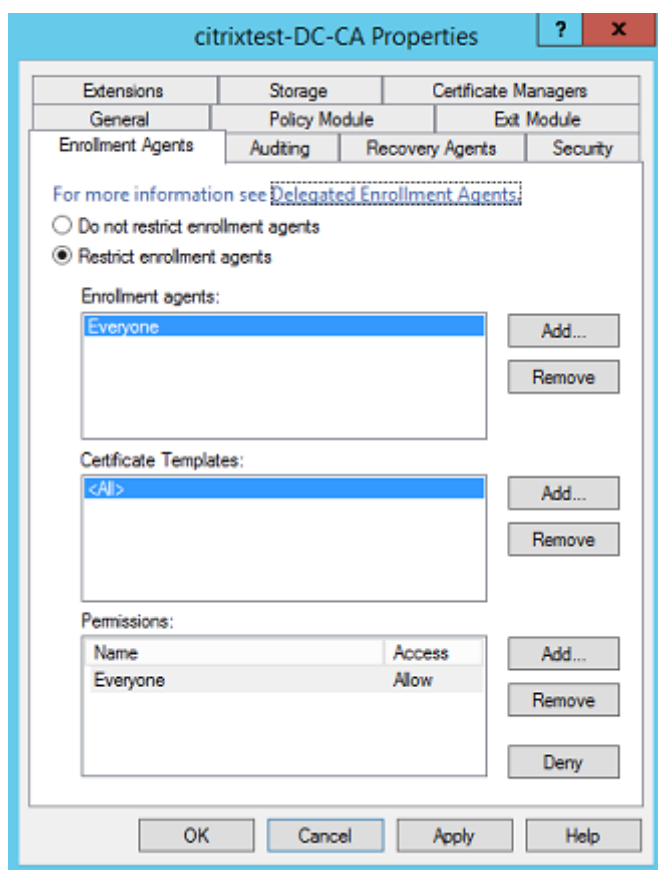 citrixtest-DC-CA Properties
?
x
Extensions
Storage
Certificate Managers
General
Policy Module
Exit Module
Enrollment Agents
Auditing
Recovery Agents
Security
For more information see Delegated Enrollment Agents.
Do not restrict enrollment agents
Restrict enrollment agents
Enrollment agents:
Everyone
Add...
Remove
Certificate Templates:
<All>
Add...
Remove
Permissions:
Name
Access
Everyone
Allow
Add...
Remove
Deny
OK
Cancel
Apply
Help